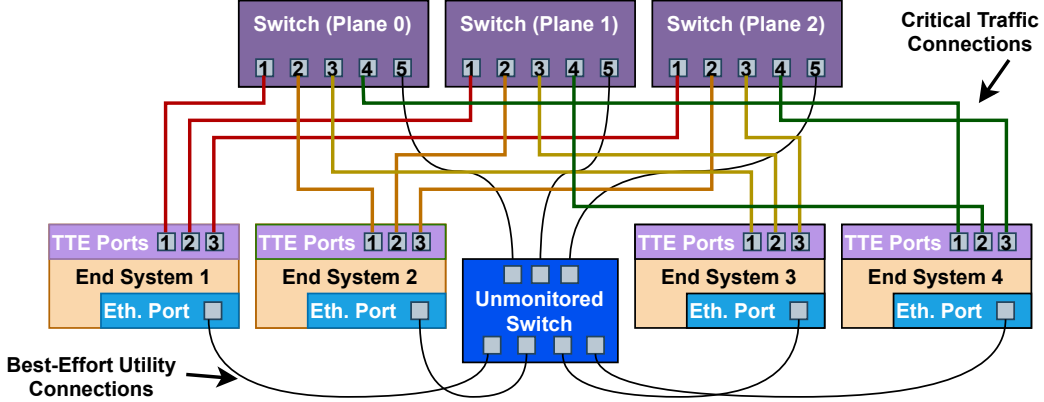 Switch (Plane 0)
1 2 3 4 5
Switch (Plane 1)
1 2 3 4 5
Switch (Plane 2)
1 2 3 4 5
Critical Traffic
Connections
TTE Ports 1 2 3
End System 1
Eth. Port
TTE Ports 1 2 3
End System 2
Eth. Port
Unmonitored
Switch
TTE Ports 1 2 3
End System 3
Eth. Port
TTE Ports 1 2 3
End System 4
Eth. Port
Best-Effort Utility
Connections